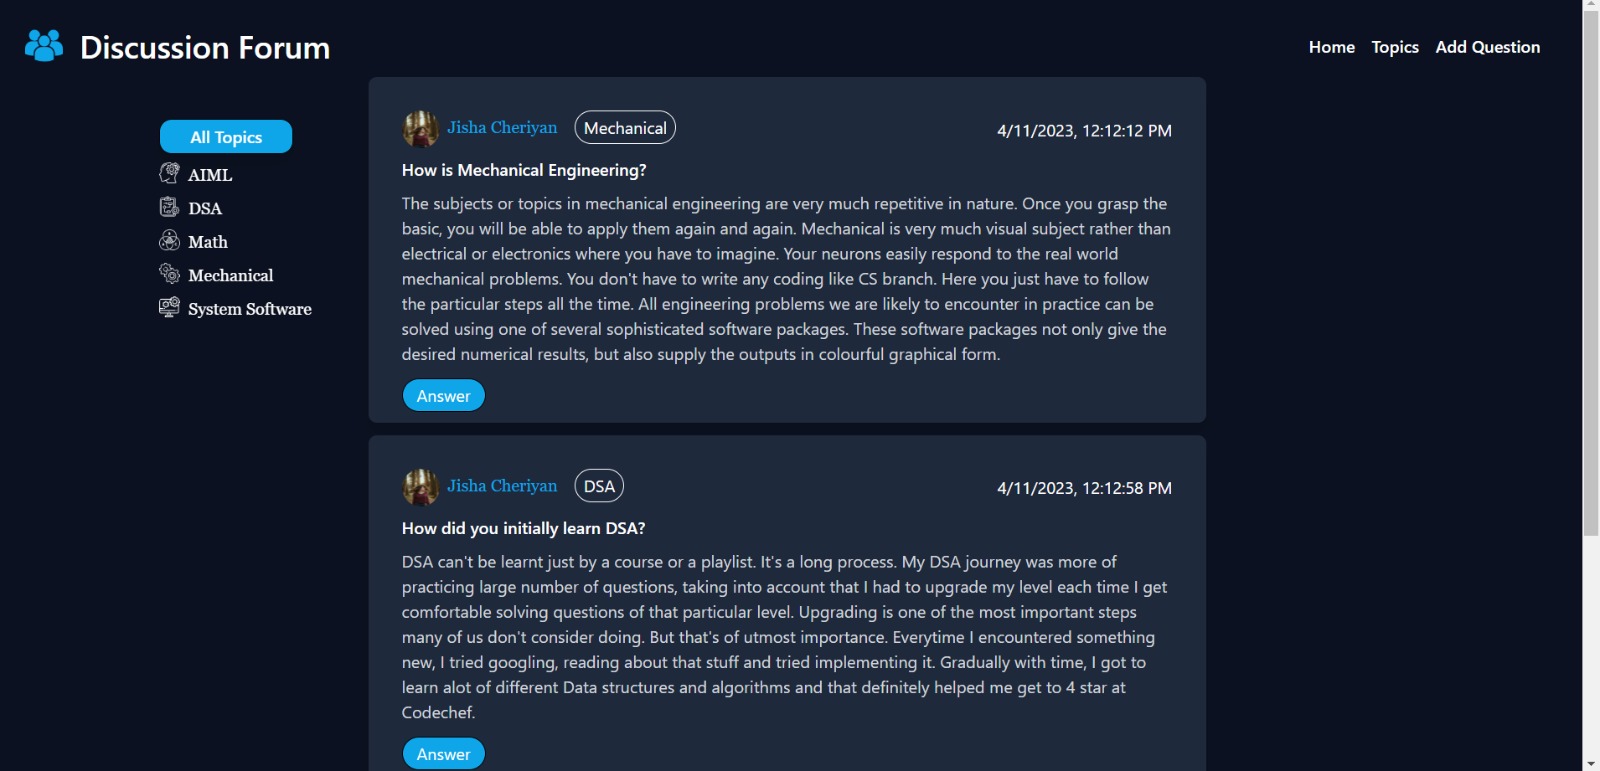 Discussion Forum
Home Topics Add Question
All Topics
AIML
DSA
Math
Mechanical
System Software
Jisha Cheriyan Mechanical 4/11/2023, 12:12:12 PM
How is Mechanical Engineering?
The subjects or topics in mechanical engineering are very much repetitive in nature. Once you grasp the
basic, you will be able to apply them again and again. Mechanical is very much visual subject rather than
electrical or electronics where you have to imagine. Your neurons easily respond to the real world
mechanical problems. You don't have to write any coding like CS branch. Here you just have to follow
the particular steps all the time. All engineering problems we are likely to encounter in practice can be
solved using one of several sophisticated software packages. These software packages not only give the
desired numerical results, but also supply the outputs in colourful graphical form.
Answer
Jisha Cheriyan DSA 4/11/2023, 12:12:58 PM
How did you initially learn DSA?
DSA can't be learnt just by a course or a playlist. It's a long process. My DSA journey was more of
practicing large number of questions, taking into account that I had to upgrade my level each time I get
comfortable solving questions of that particular level. Upgrading is one of the most important steps
many of us don't consider doing. But that's of utmost importance. Everytime I encountered something
new, I tried googling, reading about that stuff and tried implementing it. Gradually with time, I got to
learn alot of different Data structures and algorithms and that definitely helped me get to 4 star at
Codechef.
Answer